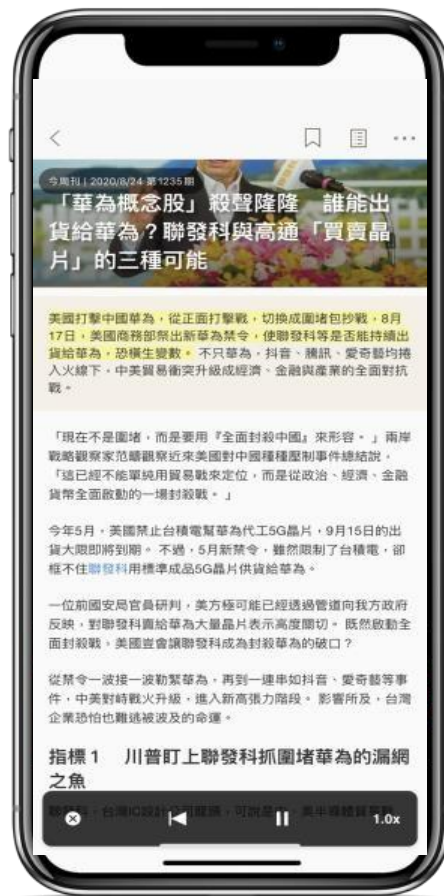 今周刊 | 2020/8/24 第1235期
「華為概念股」殺聲隆隆　誰能出
貨給華為？聯發科與高通「買賣晶
片」的三種可能
美國打擊中國華為，從正面打擊戰，切換成圍堵包抄戰，8月
17日，美國商務部祭出新華為禁令，使聯發科等是否能持續出
貨給華為，恐橫生變數。 不只華為，抖音、騰訊、愛奇藝均捲
入火線下，中美貿易衝突升級成經濟、金融與產業的全面對抗
戰。
「現在不是圍堵，而是要用『全面封殺中國』來形容。」兩岸
戰略觀察家范疇觀察近來美國對中國種種壓制事件總結說，
「這已經不能單純用貿易戰來定位，而是從政治、經濟、金融
貨幣全面啟動的一場封殺戰。」
今年5月，美國禁止台積電幫華為代工5G晶片，9月15日的出
貨大限即將到期。 不過，5月新禁令，雖然限制了台積電，卻
框不住聯發科用標準成品5G晶片供貨給華為。
一位前國安局官員研判，美方極可能已經透過管道向我方政府
反映，對聯發科賣給華為大量晶片表示高度關切。 既然啟動全
面封殺戰，美國豈會讓聯發科成為封殺華為的破口？
從禁令一波接一波勒緊華為，再到一連串如抖音、愛奇藝等事
件，中美對峙戰火升級，進入新高張力階段。 影響所及，台灣
企業恐怕也難逃被波及的命運。
指標 1　川普盯上聯發科抓圍堵華為的漏網
之魚
1.0x